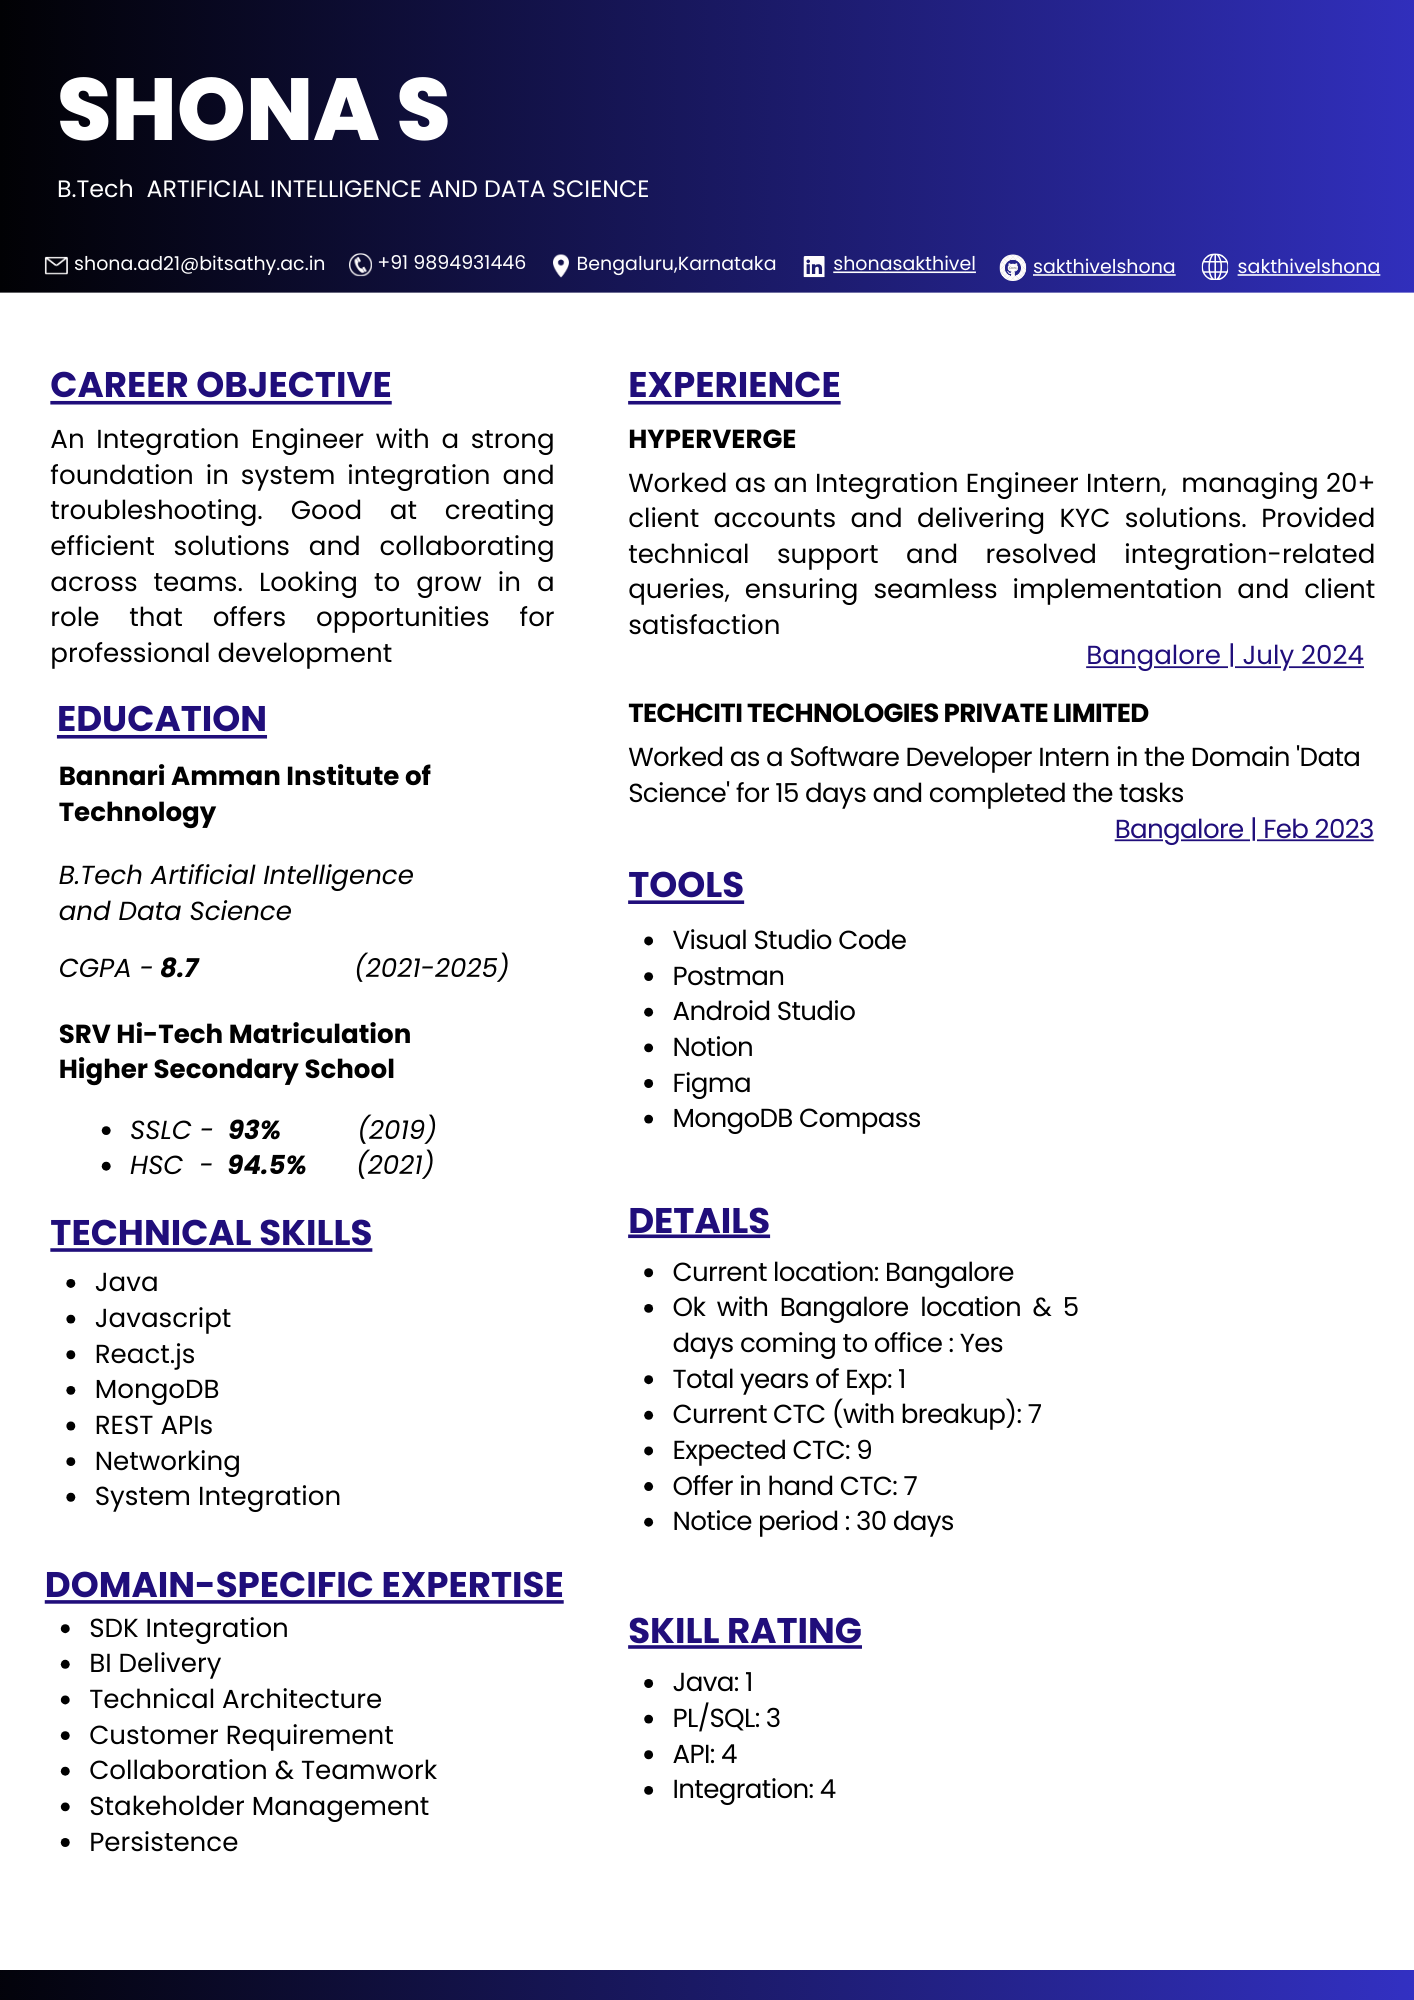 SHONA S
B.Tech ARTIFICIAL INTELLIGENCE AND DATA SCIENCE
shona.ad21@bitsathy.ac.in +91 9894931446 Bengaluru,Karnataka shonasakthivel sakthivelshona sakthivelshona
CAREER OBJECTIVE
An Integration Engineer with a strong
foundation in system integration and
troubleshooting. Good at creating
efficient solutions and collaborating
across teams. Looking to grow in a
role that offers opportunities for
professional development
EDUCATION
Bannari Amman Institute of
Technology
B.Tech Artificial Intelligence
and Data Science
CGPA - 8.7 (2021-2025)
SRV Hi-Tech Matriculation
Higher Secondary School
• SSLC - 93% (2019)
• HSC - 94.5% (2021)
TECHNICAL SKILLS
• Java
• Javascript
• React.js
• MongoDB
• REST APIs
• Networking
• System Integration
DOMAIN-SPECIFIC EXPERTISE
• SDK Integration
• BI Delivery
• Technical Architecture
• Customer Requirement
• Collaboration & Teamwork
• Stakeholder Management
• Persistence
EXPERIENCE
HYPERVERGE
Worked as an Integration Engineer Intern, managing 20+
client accounts and delivering KYC solutions. Provided
technical support and resolved integration-related
queries, ensuring seamless implementation and client
satisfaction
Bangalore | July 2024
TECHCITI TECHNOLOGIES PRIVATE LIMITED
Worked as a Software Developer Intern in the Domain 'Data
Science' for 15 days and completed the tasks
Bangalore | Feb 2023
TOOLS
• Visual Studio Code
• Postman
• Android Studio
• Notion
• Figma
• MongoDB Compass
DETAILS
• Current location: Bangalore
• Ok with Bangalore location & 5
days coming to office : Yes
• Total years of Exp: 1
• Current CTC (with breakup): 7
• Expected CTC: 9
• Offer in hand CTC: 7
• Notice period : 30 days
SKILL RATING
• Java: 1
• PL/SQL: 3
• API: 4
• Integration: 4